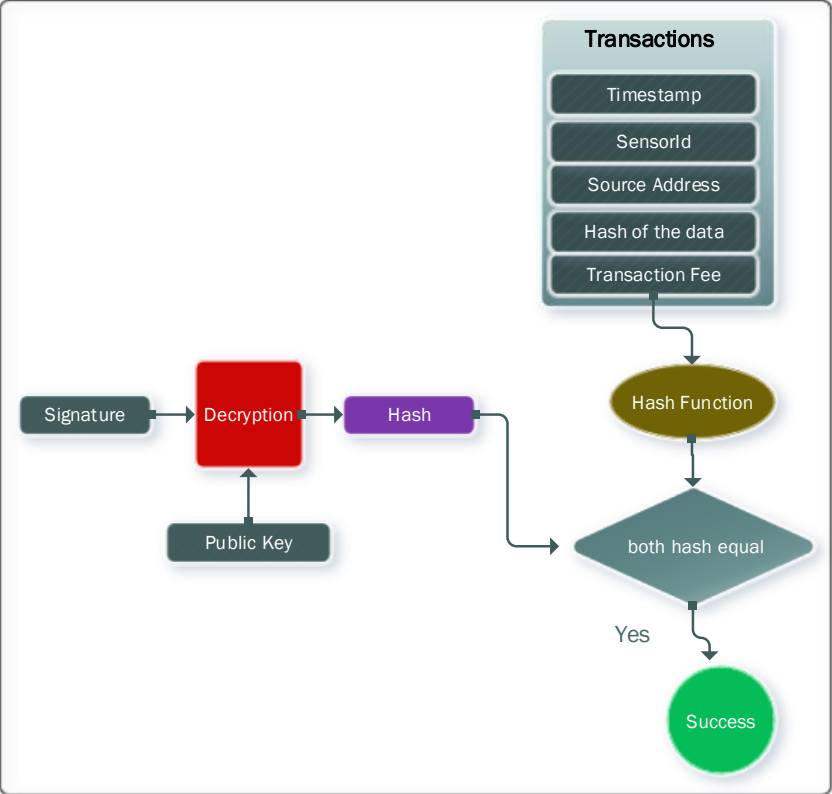 Transactions
Timestamp
SensorId
Source Address
Hash of the data
Transaction Fee
Hash Function
Signature
Decryption
Hash
Public Key
both hash equal
Yes
Success